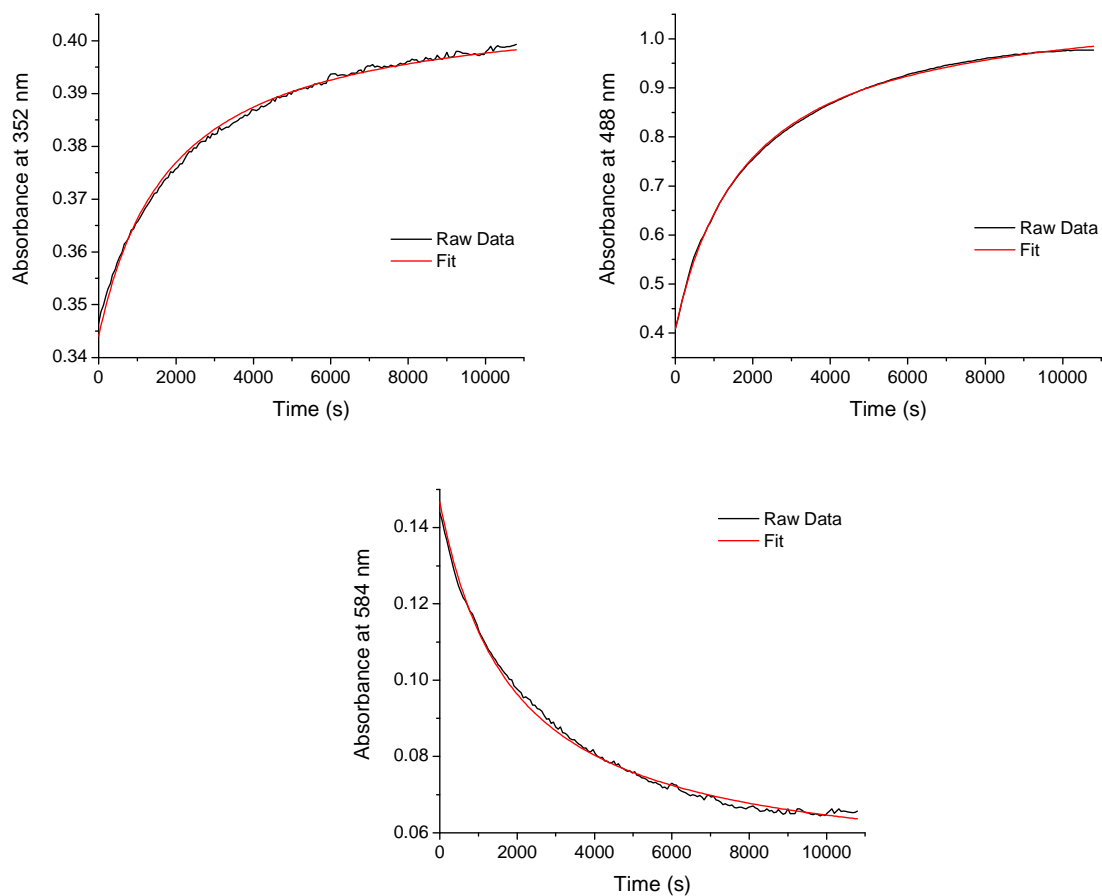 Absorbance at 352 nm
0.40
0.39
0.38
0.37
0.36
0.35
0.34
Raw Data
Fit
0 2000 4000 6000 8000 10000
Time (s)
Absorbance at 488 nm
1.0
0.9
0.8
0.7
0.6
0.5
0.4
Raw Data
Fit
0 2000 4000 6000 8000 10000
Time (s)
Absorbance at 584 nm
0.14
0.12
0.10
0.08
0.06
Raw Data
Fit
0 2000 4000 6000 8000 10000
Time (s)